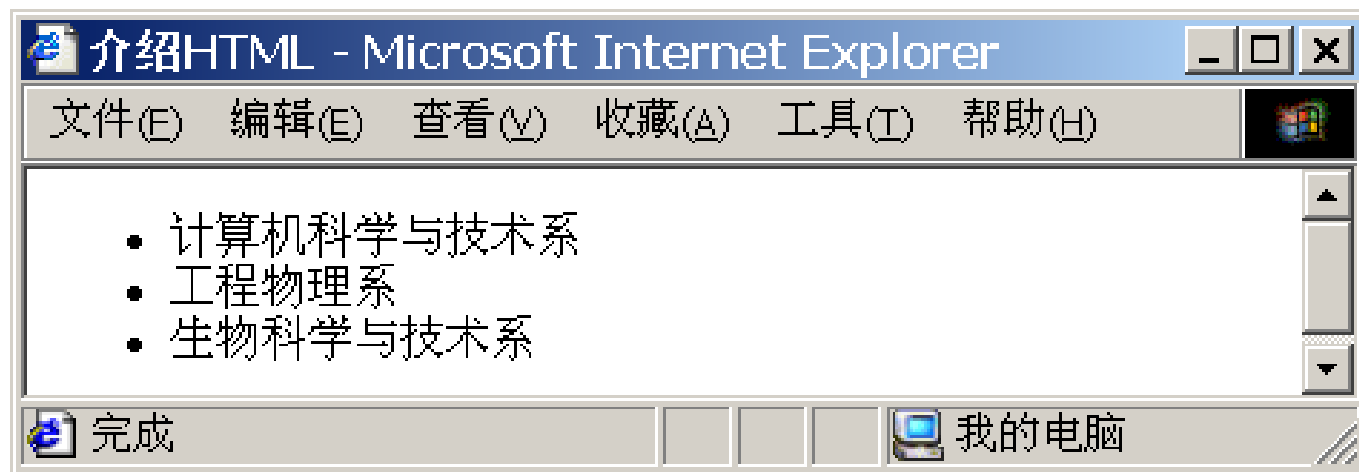 介绍HTML - Microsoft Internet Explorer
文件(F) 编辑(E) 查看(V) 收藏(A) 工具(T) 帮助(H)
• 计算机科学与技术系
• 工程物理系
• 生物科学与技术系
完成 我的电脑